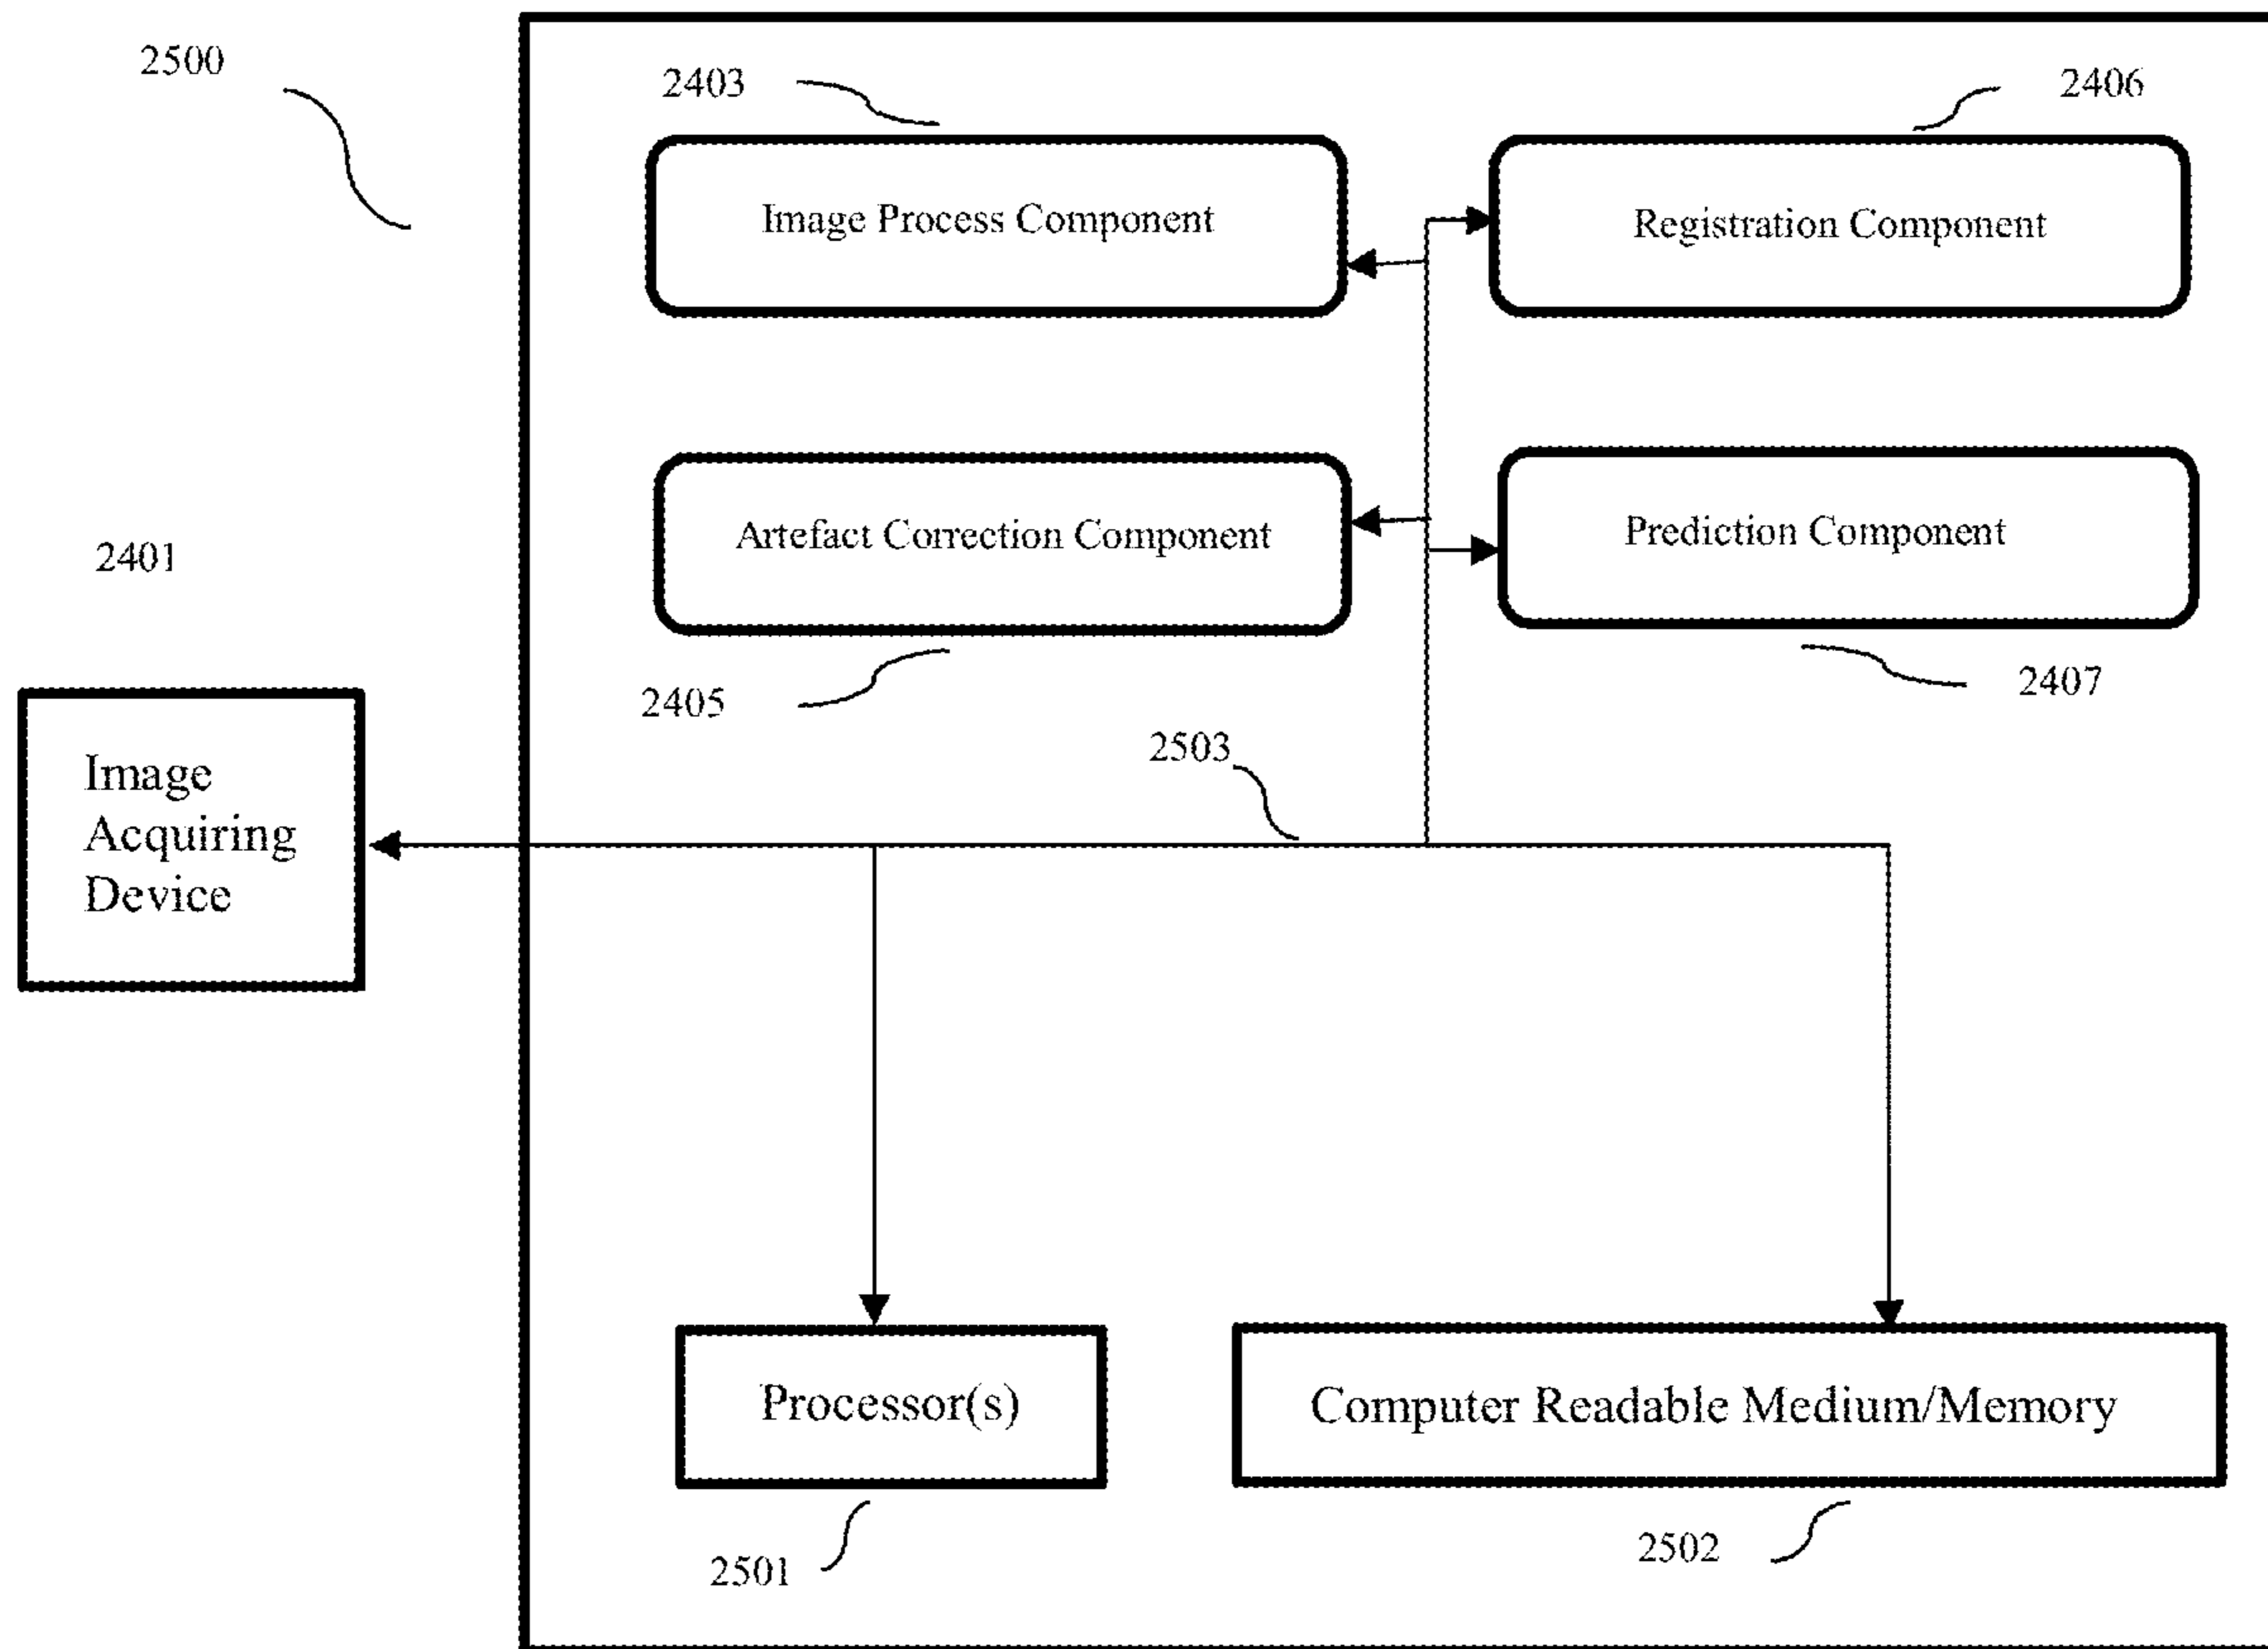 2500
2403
2406
Image Process Component
Registration Component
2401
Artefact Correction Component
Prediction Component
2405
2407
2503
Image
Acquiring
Device
Processor(s)
Computer Readable Medium/Memory
2501
2502